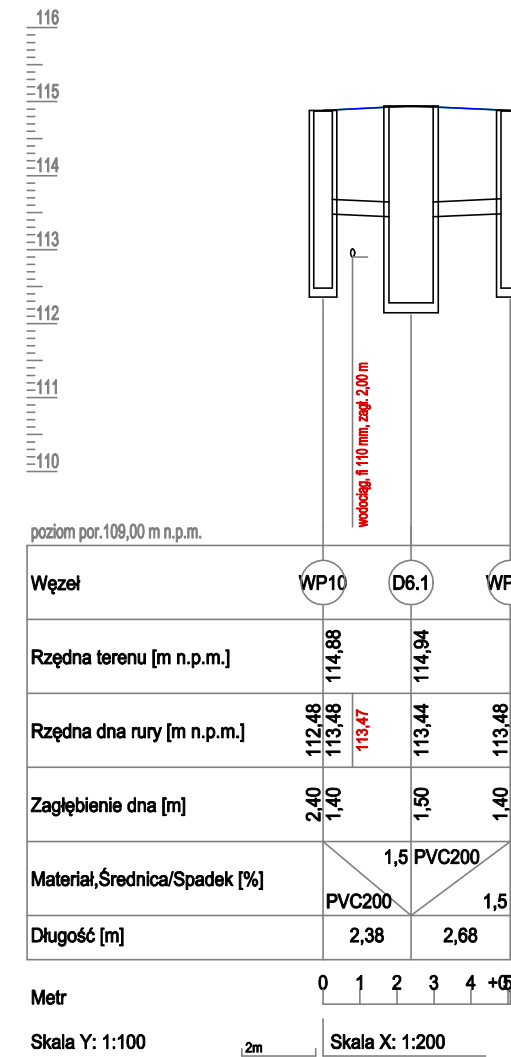 116
115
114
113
112
111
110
wodociąg, fi 110 mm, zagł. 2,00 m
poziom por.109,00 m n.p.m.
Węzeł WP10 D6.1 WP
Rzędna terenu [m n.p.m.] 114,88 114,94
Rzędna dna rury [m n.p.m.] 112,48 113,48 113,47 113,44 113,48
Zagłębienie dna [m] 2,40 1,40 1,50 1,40
1,5 PVC200
Materiał,Średnica/Spadek [%]
PVC200 1,5
Długość [m] 2,38 2,68
Metr 0 1 2 3 4
Skala Y: 1:100 2m Skala X: 1:200